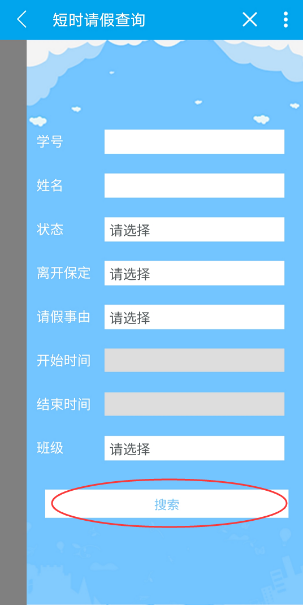 短时请假查询
学号
姓名
状态 请选择
离开保定 请选择
请假事由 请选择
开始时间
结束时间
班级 请选择
搜索